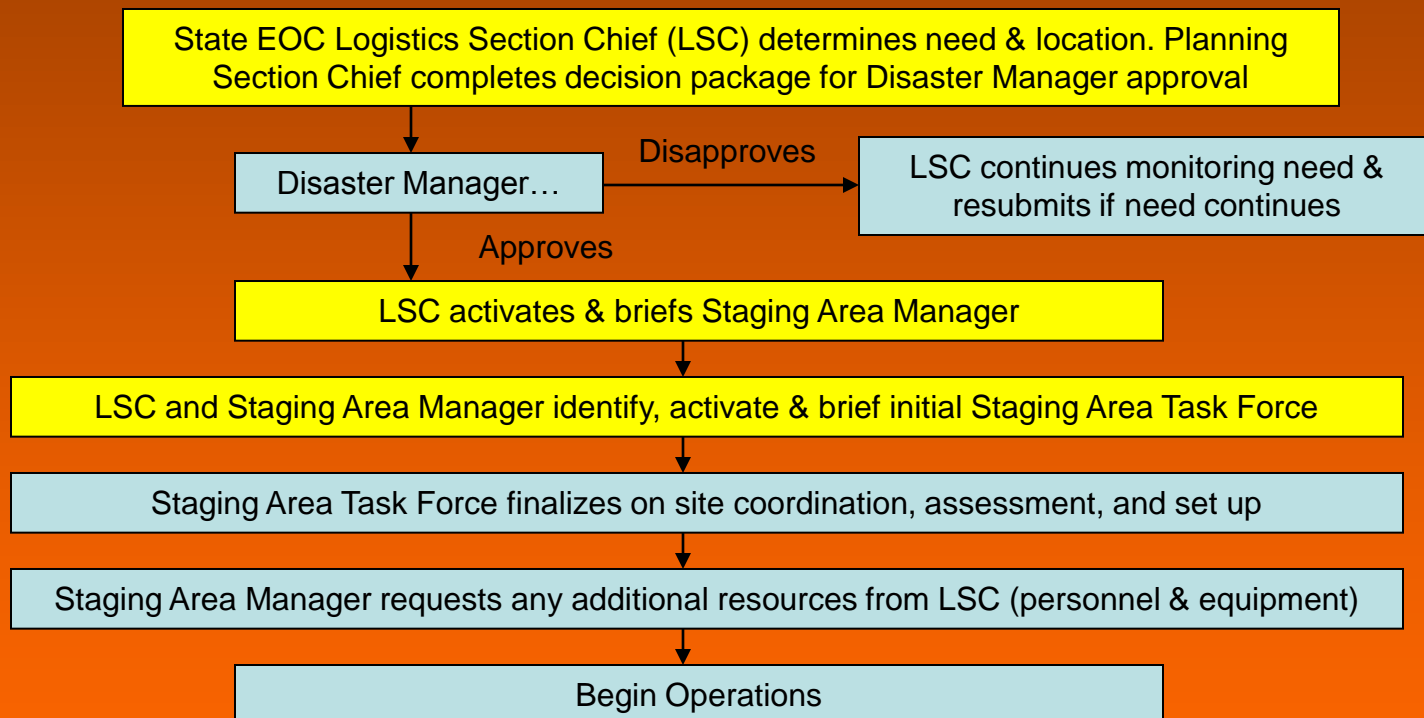 State EOC Logistics Section Chief (LSC) determines need & location. Planning
Section Chief completes decision package for Disaster Manager approval
Disapproves
Disaster Manager…
LSC continues monitoring need &
resubmits if need continues
Approves
LSC activates & briefs Staging Area Manager
LSC and Staging Area Manager identify, activate & brief initial Staging Area Task Force
Staging Area Task Force finalizes on site coordination, assessment, and set up
Staging Area Manager requests any additional resources from LSC (personnel & equipment)
Begin Operations